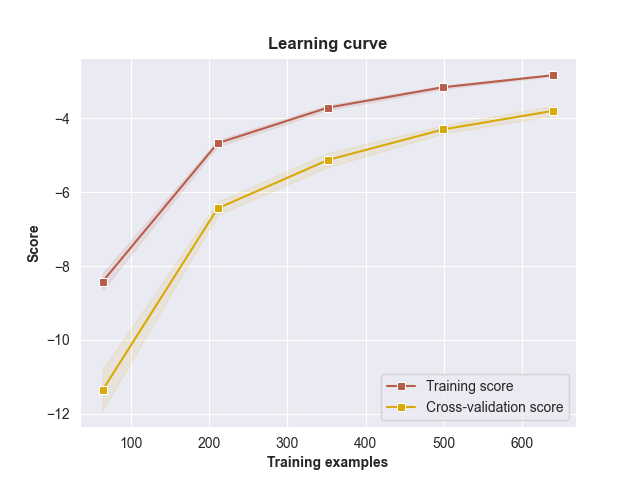 Learning curve
Score
−4
−6
−8
−10
−12
Training score
Cross-validation score
100
200
300
400
500
600
Training examples